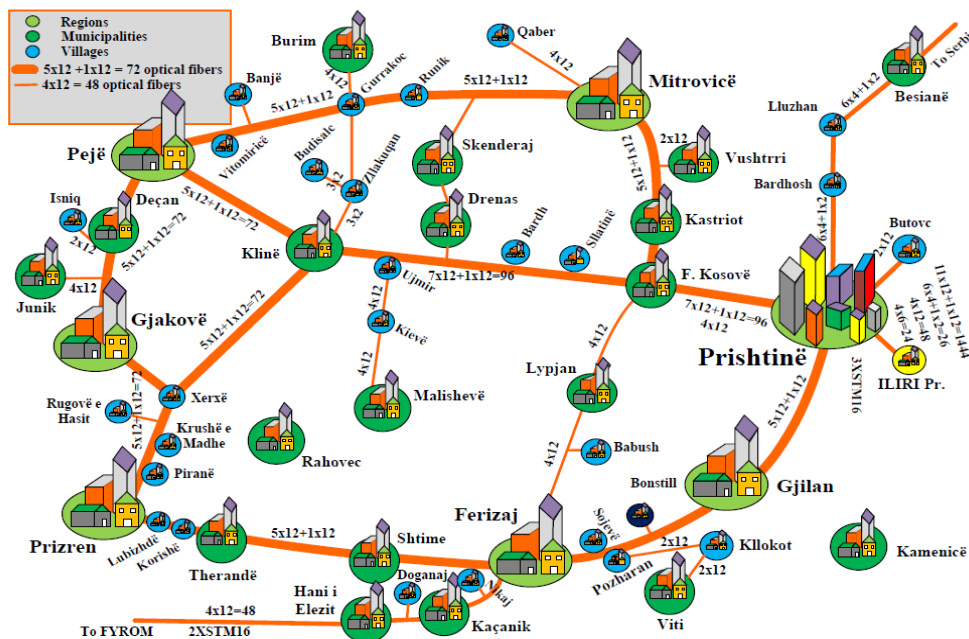 Regions
Municipalities
Villages
5x12 +1x12 = 72 optical fibers
4x12 = 48 optical fibers
Burim
4x12
Gurrakoc
Runik
Banjë
5x12+1x12
5x12+1x12
Qaber
4x12
Mitrovicë
To Serbi
Besianë
6x4+1x2
Lluzhan
Pejë
Vitomiricë
Budisalc
3x2
Zllakuqan
3x2
Skenderaj
Drenas
2x12
Vushtrri
5x12+1x12
Bardhosh
6x4+1x2
Isniq
Deçan
2x12
5x12+1x12=72
5x12+1x12=72
Klinë
Bardh
Sllatinë
Kastriot
Butovc
2x12
Junik
4x12
Ujmir
7x12+1x12=96
F. Kosovë
7x12+1x12=96
4x12
Prishtinë
11x12+1x12=1444
6x4+1x2=26
4x12=48
4x6=24
ILIRI Pr.
Gjakovë
5x12+1x12=72
4x12
Kievë
4x12
Malishevë
4x12
Lypjan
3XSTM16
5x12+1x12
Xerxë
Rugovë e
Hasit
5x12+1x12=72
Krushë e
Madhe
Piranë
Rahovec
4x12
Babush
Bonstill
Gjilan
Prizren
Lubizhdë
Korishë
Therandë
5x12+1x12
Shtime
Ferizaj
Sojevë
Pozharan
2x12
Kllokot
2x12
Viti
Kamenicë
Doganaj
Nikaj
Hani i
Elezit
Kaçanik
4x12=48
To FYROM
2XSTM16